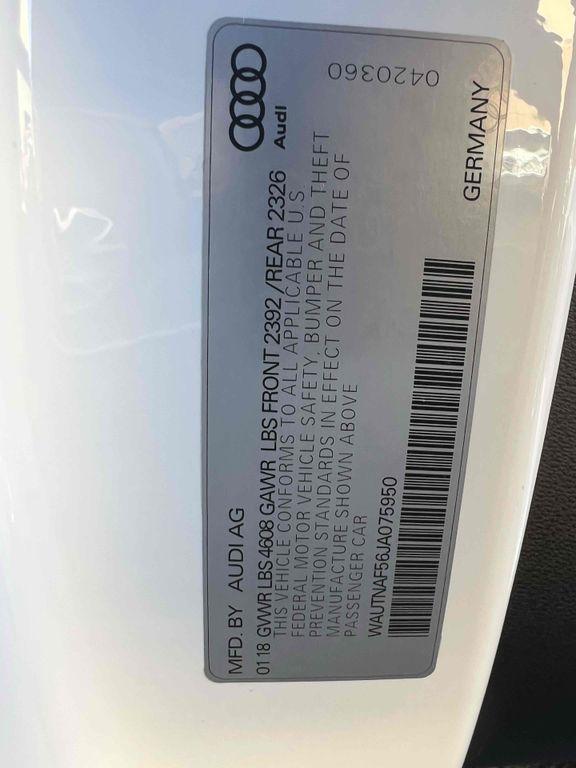 MFD. BY AUDI AG
Audi
0118 GVWR LBS 4608 GAWR LBS FRONT 2392 /REAR 2326
THIS VEHICLE CONFORMS TO ALL APPLICABLE U.S.
FEDERAL MOTOR VEHICLE SAFETY, BUMPER AND THEFT
PREVENTION STANDARDS IN EFFECT ON THE DATE OF
MANUFACTURE SHOWN ABOVE
PASSENGER CAR
WAUTNAF56JA075950
0420360
GERMANY